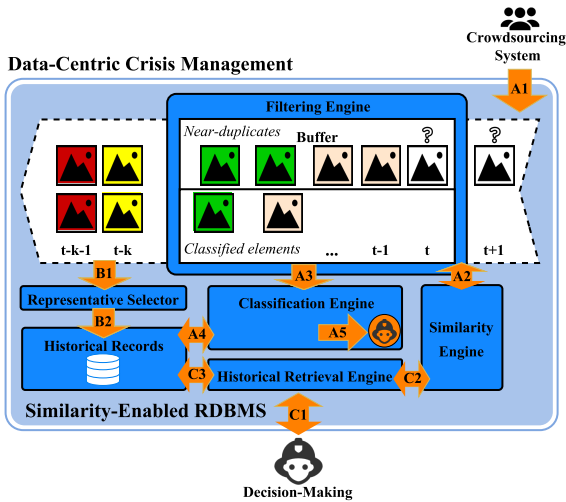 Crowdsourcing
System
Data-Centric Crisis Management
A1
Filtering Engine
Near-duplicates
Buffer
? ?
t-k-1 t-k
Classified elements ... t-1 t t+1
B1 A3 A2
Representative Selector
Classification Engine
B2
A4 A5
Similarity
Engine
Historical Records
C3 Historical Retrieval Engine C2
Similarity-Enabled RDBMS
C1
Decision-Making